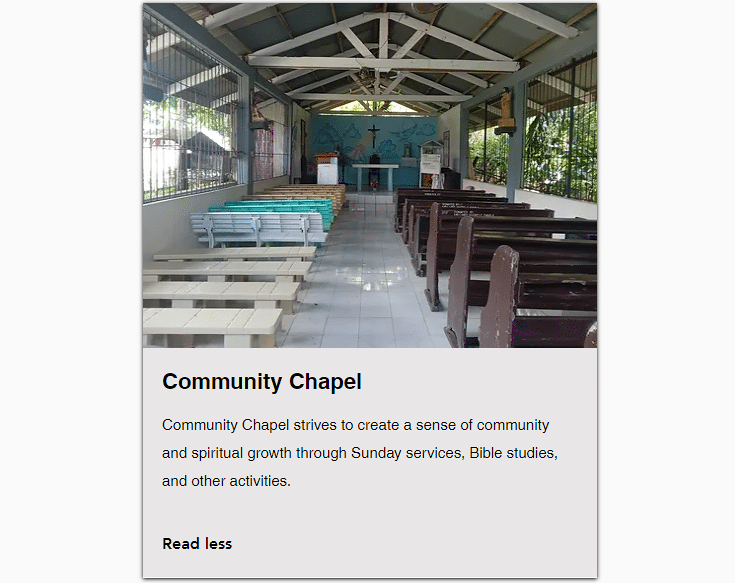 Community Chapel
Community Chapel strives to create a sense of community
and spiritual growth through Sunday services, Bible studies,
and other activities.
Read less